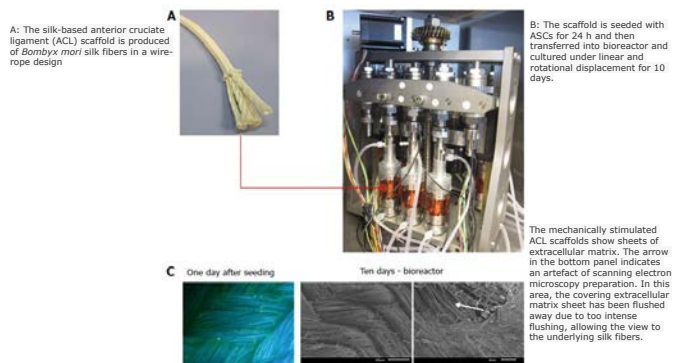 A
B
A: The silk-based anterior cruciate
ligament (ACL) scaffold is produced
of Bombyx mori silk fibers in a wire-
rope design
B: The scaffold is seeded with
ASCs for 24 h and then
transferred into bioreactor and
cultured under linear and
rotational displacement for 10
days.
The mechanically stimulated
ACL scaffolds show sheets of
extracellular matrix. The arrow
in the bottom panel indicates
an artefact of scanning electron
microscopy preparation. In this
area, the covering extracellular
matrix sheet has been flushed
away due to too intense
flushing, allowing the view to
the underlying silk fibers.
C
One day after seeding
Ten days - bioreactor